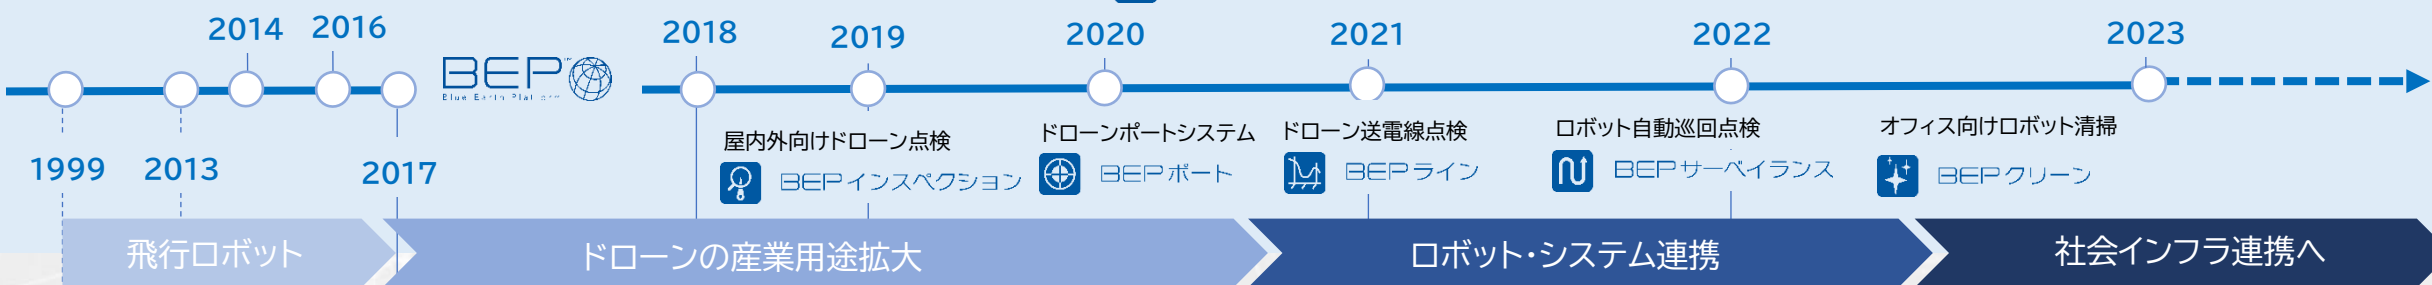 2014 2016 2018 2019 2020 2021 2022 2023
BEP
Blue Earth Platform
1999 2013 2017
屋内外向けドローン点検
BEPインスペクション
ドローンポートシステム
BEPポート
ドローン送電線点検
BEPライン
ロボット自動巡回点検
BEPサーベイランス
オフィス向けロボット清掃
BEPクリーン
飛行ロボット
ドローンの産業用途拡大
ロボット・システム連携
社会インフラ連携へ